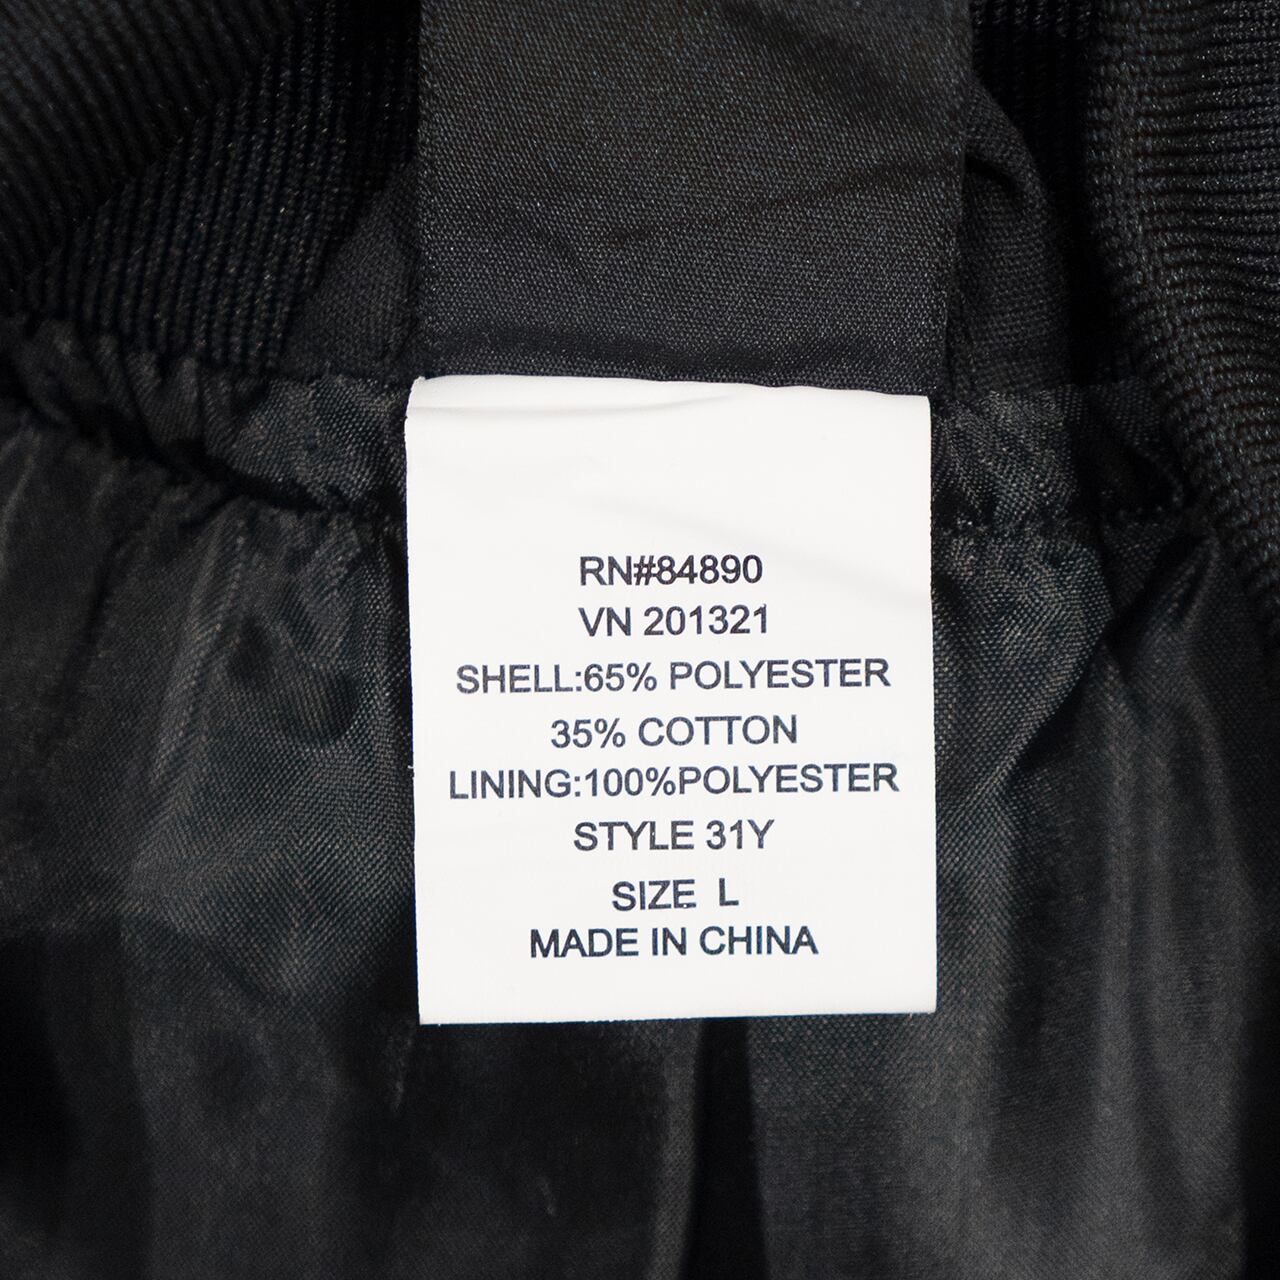 RN#84890
VN 201321
SHELL:65% POLYESTER
35% COTTON
LINING:100%POLYESTER
STYLE 31Y
SIZE L
MADE IN CHINA